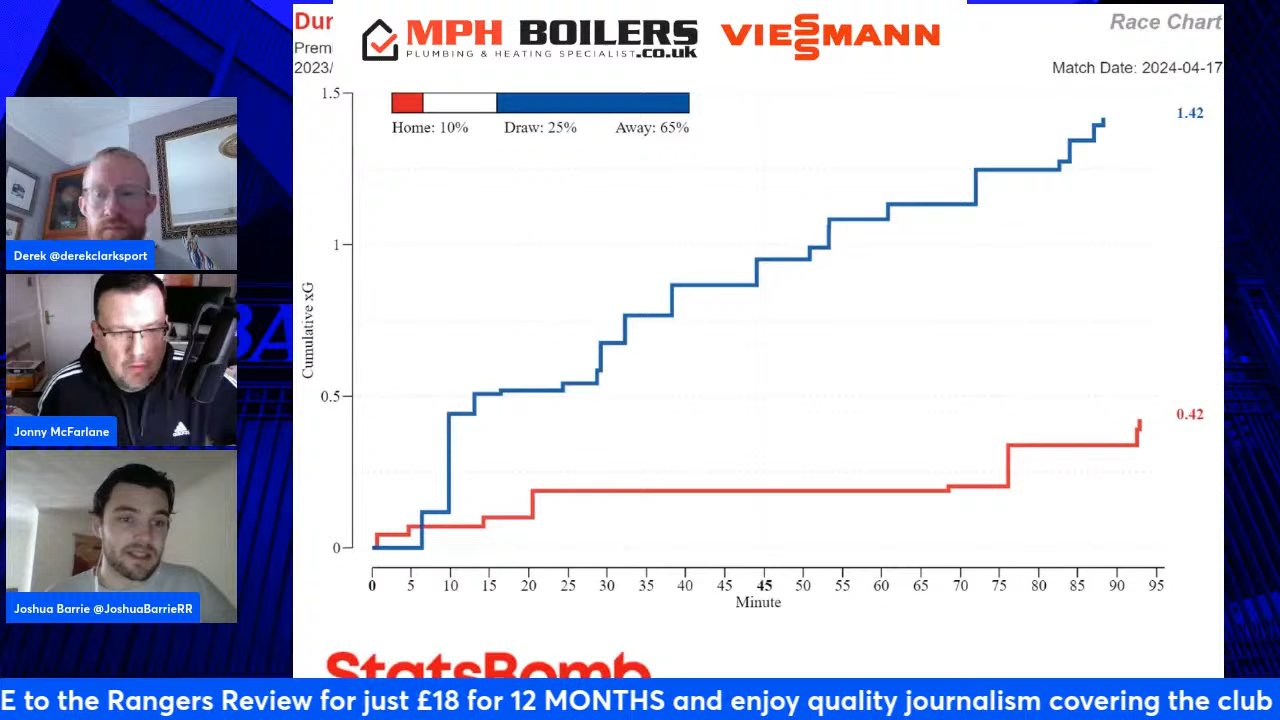 Dur
Prem
2023/
MPH BOILERS
PLUMBING & HEATING SPECIALIST .co.uk
VIESSMANN
Race Chart
Match Date: 2024-04-17
Home: 10% Draw: 25% Away: 65%
1.5
1
0.5
0
Cumulative xG
1.42
0.42
0 5 10 15 20 25 30 35 40 45 45 50 55 60 65 70 75 80 85 90 95
Minute
StatsBomb
Derek @derekclarksport
Jonny McFarlane
Joshua Barrie @JoshuaBarrieRR
E to the Rangers Review for just £18 for 12 MONTHS and enjoy quality journalism covering the club